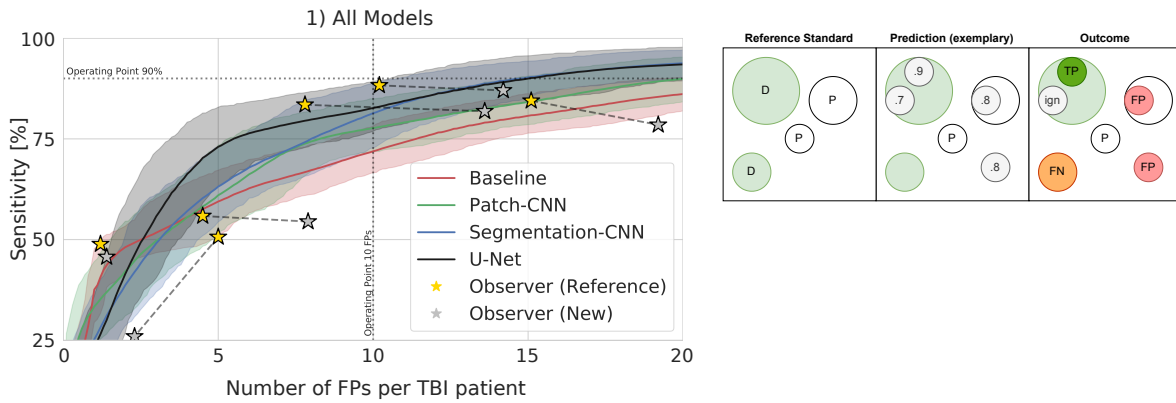 1) All Models
100
75
50
25
Sensitivity [%]
Operating Point 90%
Operating Point 10 FPs
Baseline
Patch-CNN
Segmentation-CNN
U-Net
Observer (Reference)
Observer (New)
0 5 10 15 20
Number of FPs per TBI patient
Reference Standard Prediction (exemplary) Outcome
D
P
P
D
.9
.7
.8
P
.8
TP
ign
FP
P
FN
FP